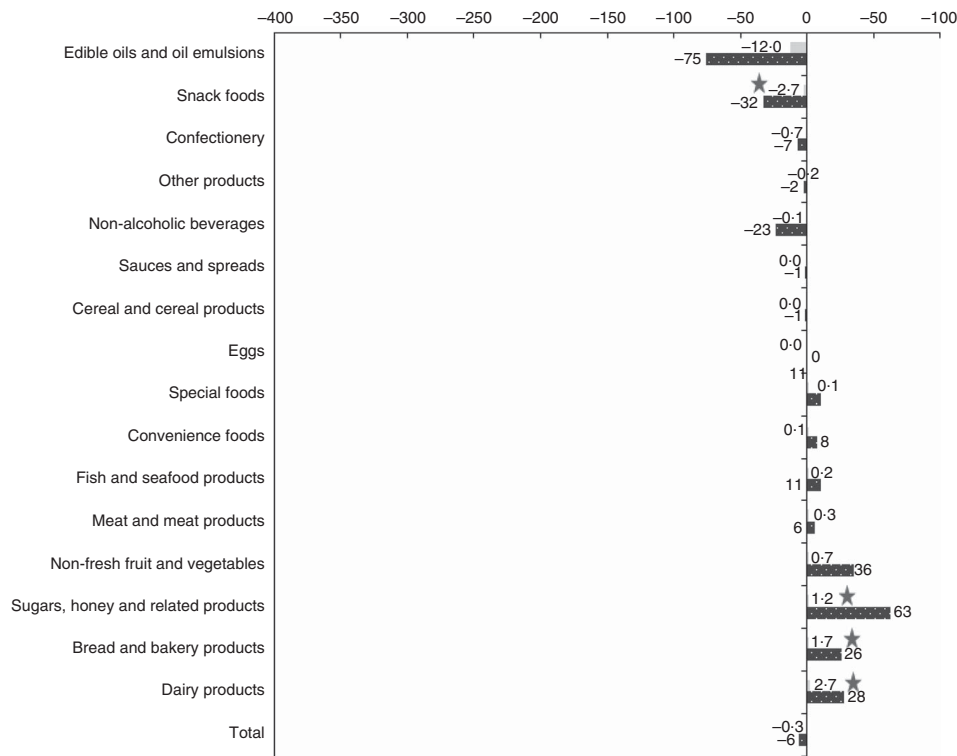 −400 −350 −300 −250 −200 −150 −100 −50 0 −50 −100
Edible oils and oil emulsions −12·0
−75
Snack foods −2·7
−32
Confectionery −0·7
−7
Other products −0·2
−2
Non-alcoholic beverages −0·1
−23
Sauces and spreads 0·0
−1
Cereal and cereal products 0·0
−1
Eggs 0·0
0
11
Special foods 0·1
Convenience foods 0·1
8
Fish and seafood products 0·2
11
Meat and meat products 0·3
6
Non-fresh fruit and vegetables 0·7
36
Sugars, honey and related products 1·2
63
Bread and bakery products 1·7
26
Dairy products 2·7
28
Total −0·3
−6